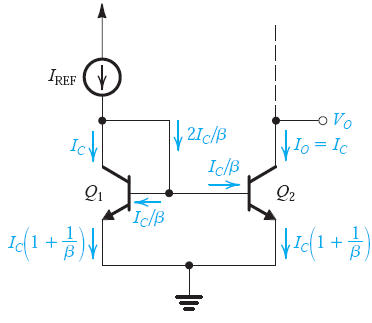 I_REF
V_O
2I_C/β
I_C
I_O = I_C
I_C/β
Q_1
Q_2
I_C/β
I_C(1 + 1/β)
I_C(1 + 1/β)